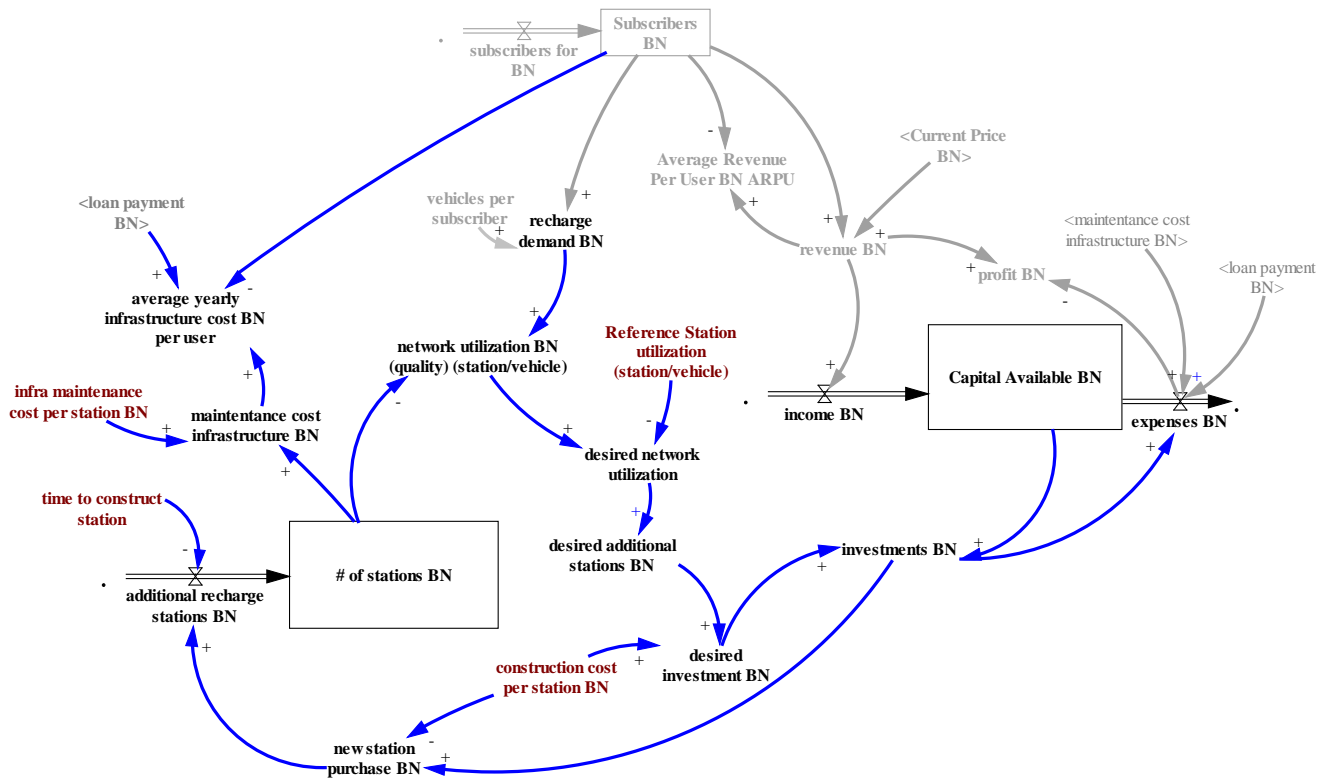 Subscribers
BN
subscribers for
BN
<Current Price
BN>
Average Revenue
Per User BN ARPU
<loan payment
BN>
vehicles per
subscriber
recharge
demand BN
revenue BN
<maintentance cost
infrastructure BN>
profit BN
<loan payment
BN>
average yearly
infrastructure cost BN
per user
network utilization BN
(quality) (station/vehicle)
Reference Station
utilization
(station/vehicle)
Capital Available BN
income BN
expenses BN
infra maintenance
cost per station BN
maintentance cost
infrastructure BN
desired network
utilization
time to construct
station
# of stations BN
desired additional
stations BN
investments BN
additional recharge
stations BN
construction cost
per station BN
desired
investment BN
new station
purchase BN